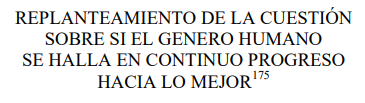 REPLANTEAMIENTO DE LA CUESTIÓN
SOBRE SI EL GENERO HUMANO
SE HALLA EN CONTINUO PROGRESO
HACIA LO MEJOR175